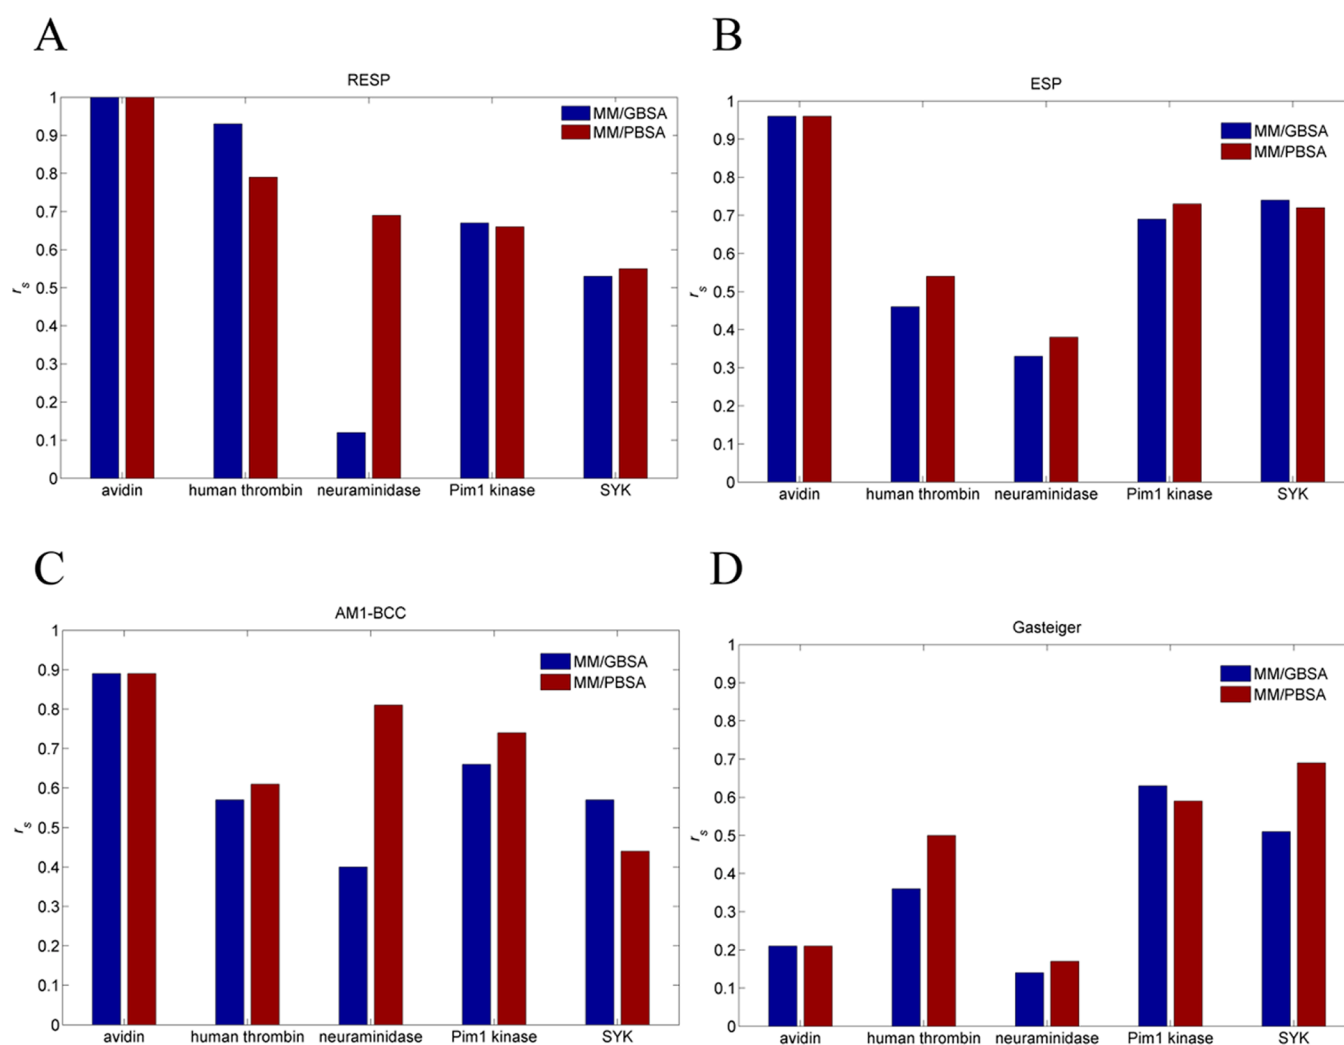 A
RESP
MM/GBSA
MM/PBSA
1
0.9
0.8
0.7
0.6
0.5
0.4
0.3
0.2
0.1
0
rs
avidin human thrombin neuraminidase Pim1 kinase SYK
B
ESP
MM/GBSA
MM/PBSA
1
0.9
0.8
0.7
0.6
0.5
0.4
0.3
0.2
0.1
0
rs
avidin human thrombin neuraminidase Pim1 kinase SYK
C
AM1-BCC
MM/GBSA
MM/PBSA
1
0.9
0.8
0.7
0.6
0.5
0.4
0.3
0.2
0.1
0
rs
avidin human thrombin neuraminidase Pim1 kinase SYK
D
Gasteiger
MM/GBSA
MM/PBSA
1
0.9
0.8
0.7
0.6
0.5
0.4
0.3
0.2
0.1
0
rs
avidin human thrombin neuraminidase Pim1 kinase SYK